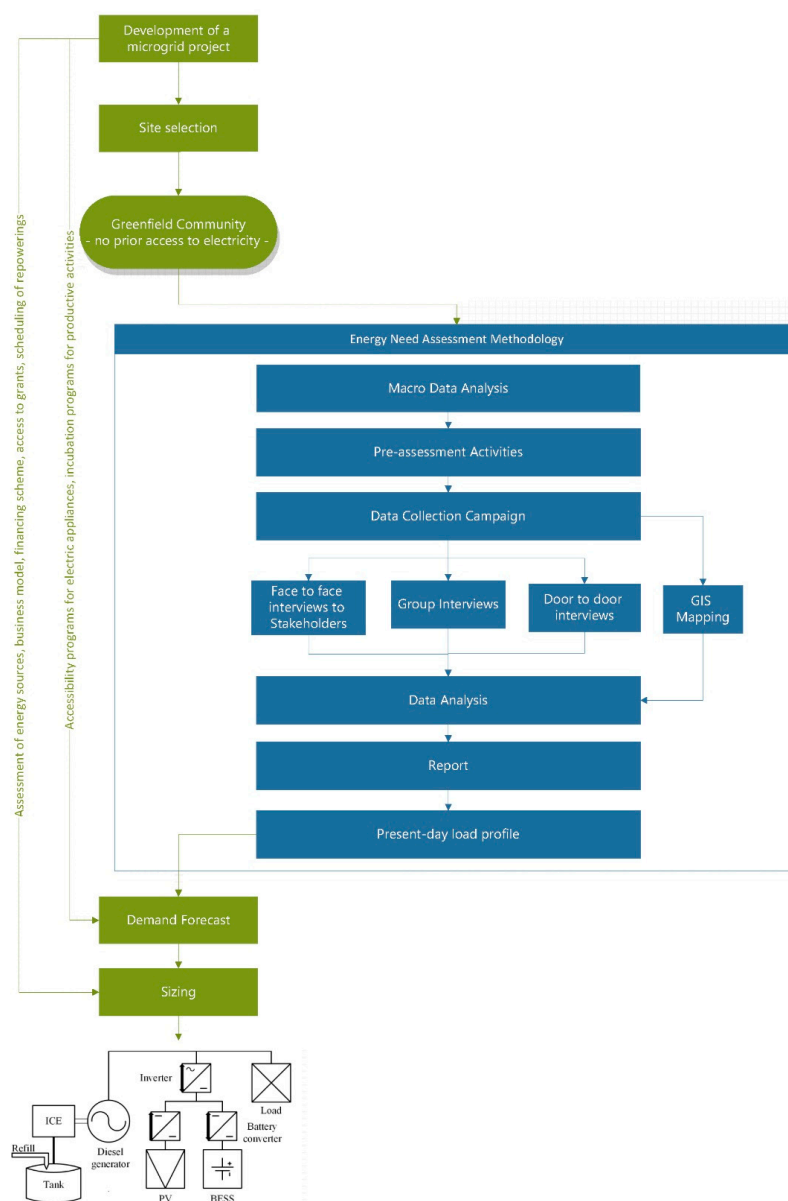 Development of a
microgrid project
Site selection
Greenfield Community
- no prior access to electricity -
Assessment of energy sources, business model, financing scheme, access to grants, scheduling of repowerings
Accessibility programs for electric appliances, incubation programs for productive activities
Energy Need Assessment Methodology
Macro Data Analysis
Pre-assessment Activities
Data Collection Campaign
Face to face
interviews to
Stakeholders
Group Interviews
Door to door
interviews
GIS
Mapping
Data Analysis
Report
Present-day load profile
Demand Forecast
Sizing
Inverter
Load
ICE
Battery
converter
Diesel
generator
Refill
Tank
PV
BESS